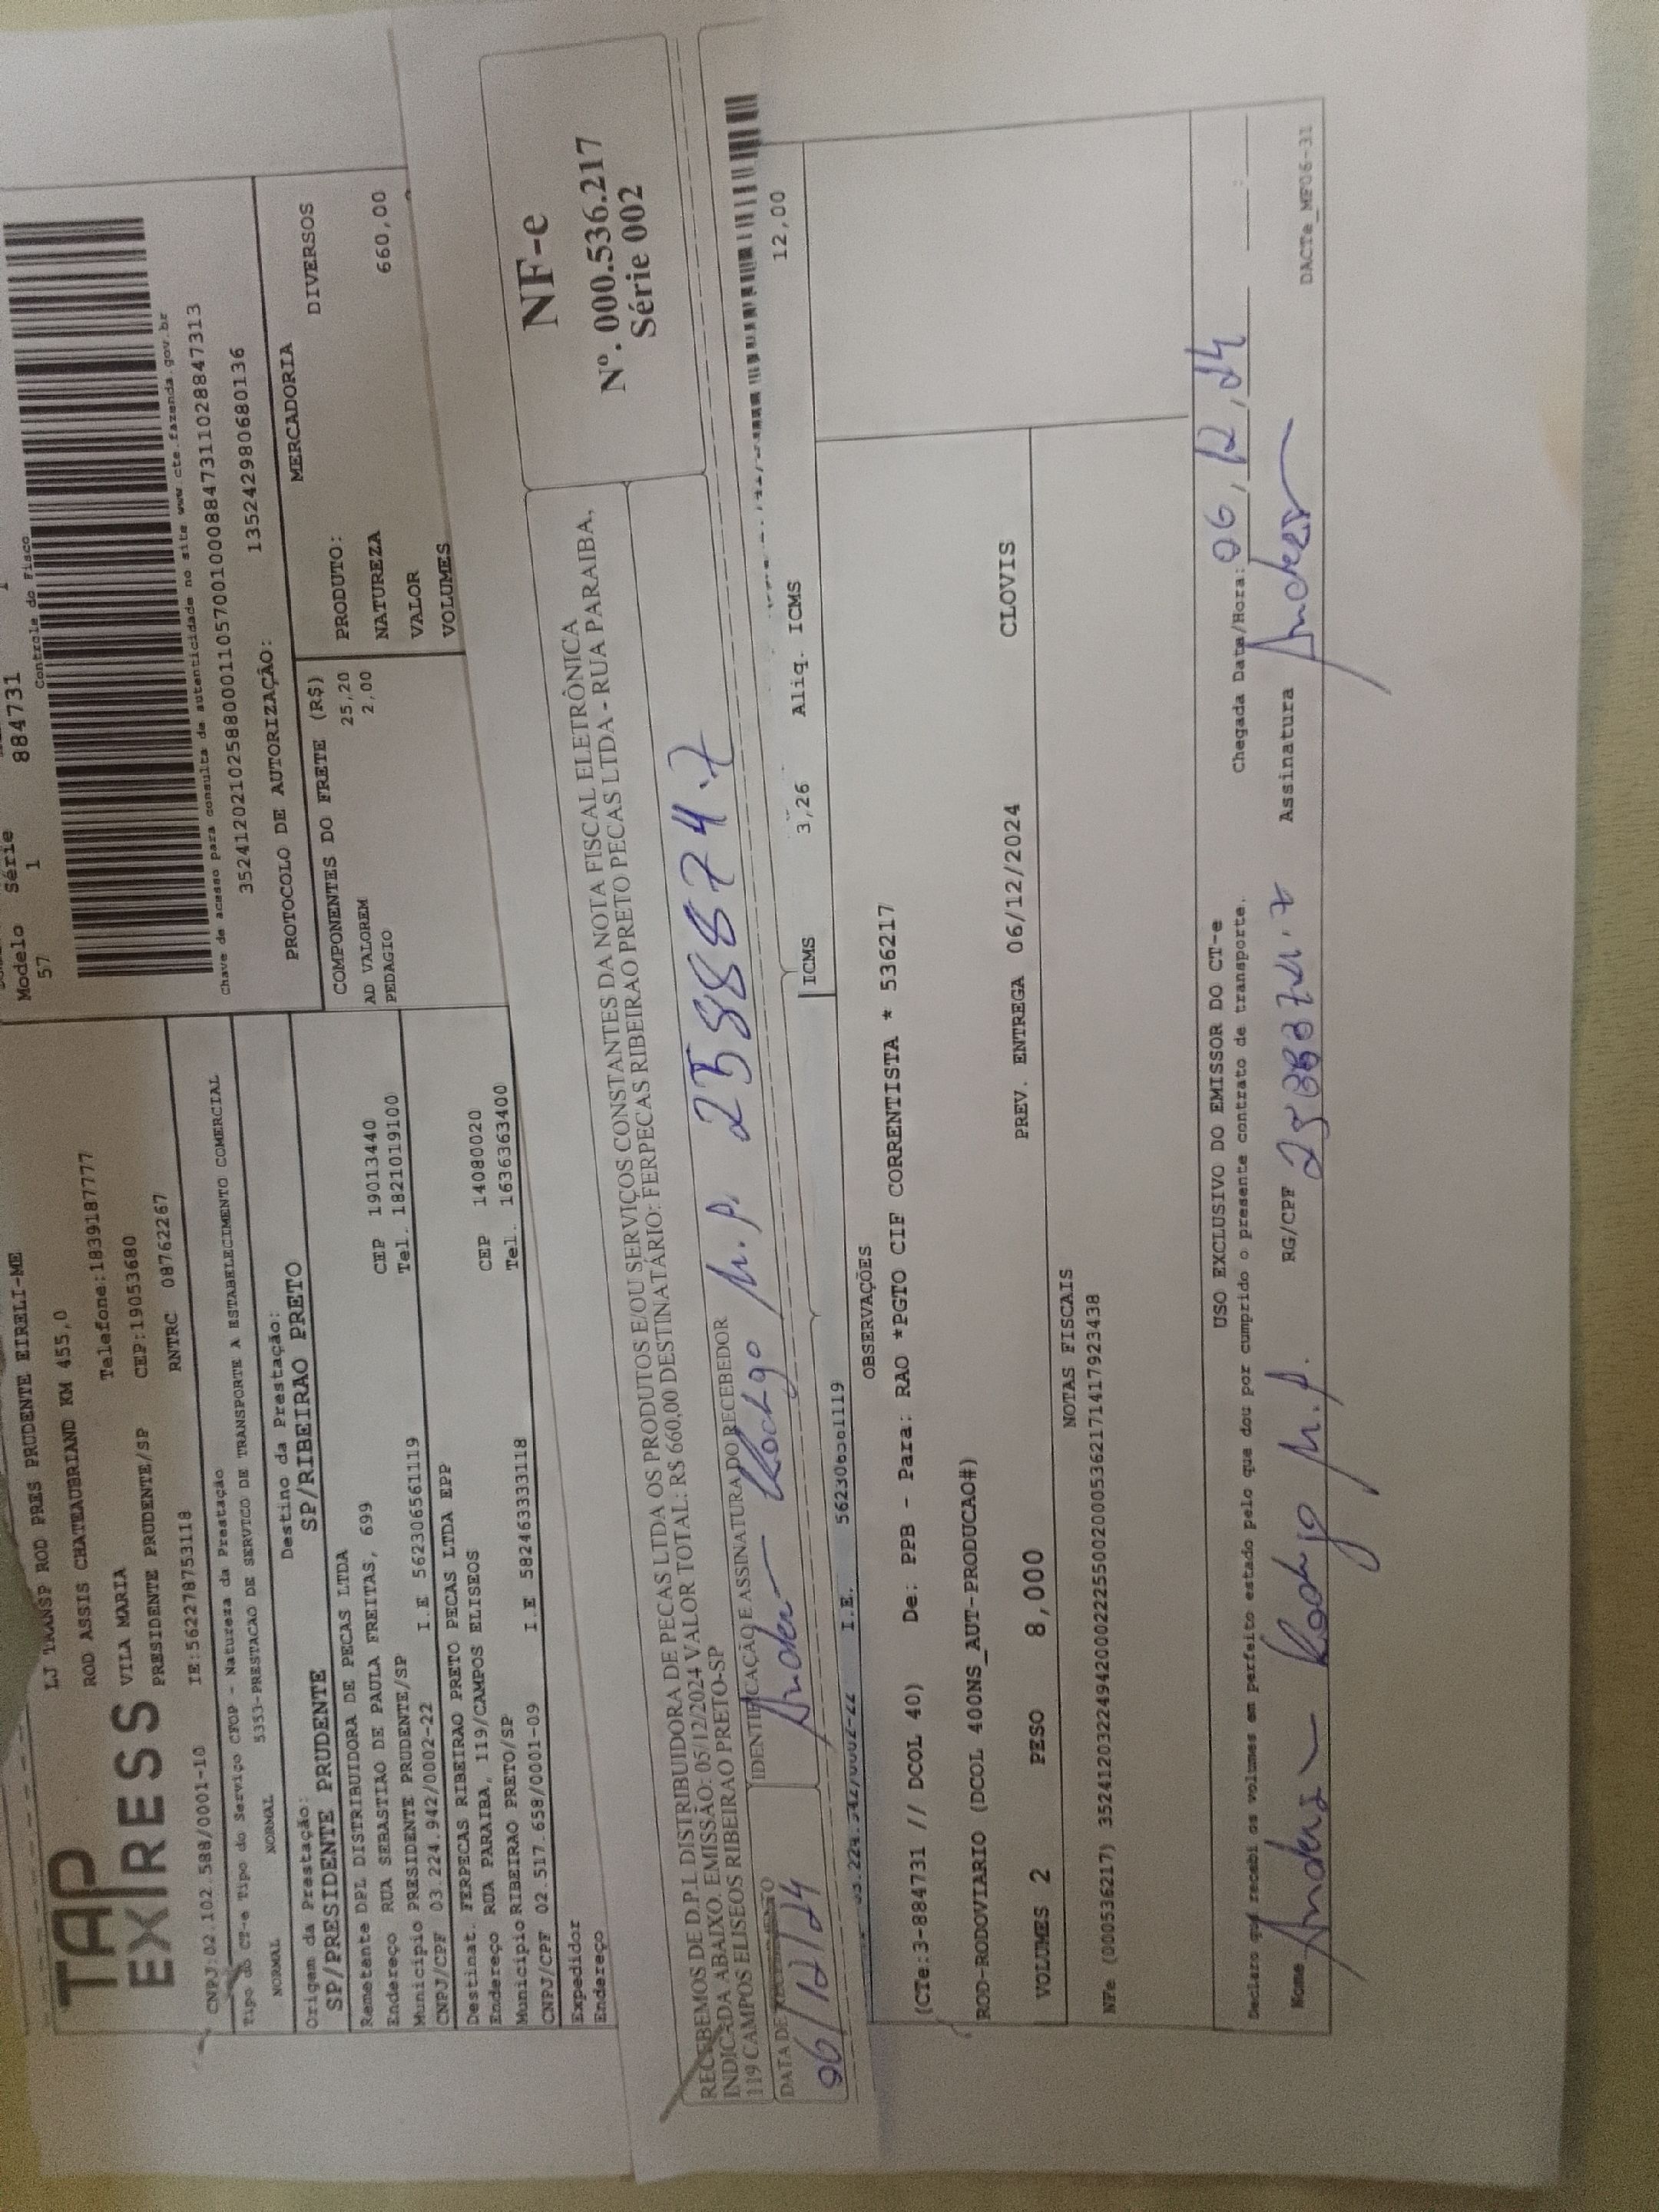 LJ TRANSP ROD PRES PRUDENTE EIRELI-ME
ROD ASSIS CHATEAUBRIAND KM 455,0
Telefone:1839187777
VILA MARIA
CEP:19053680
PRESIDENTE PRUDENTE/SP
RNTRC 08762267
TAP
EXPRESS
CNPJ:02.102.588/0001-10 IE:562278753118
Modelo Série
57 1 884731
Controle do Fisco
Chave de acesso para consulta de autenticidade no site www.cte.fazenda.gov.br
35241202102588000110570010008847311028847313
PROTOCOLO DE AUTORIZAÇÃO: 135242980680136
Tipo do CT-e Tipo do Serviço CFOP - Natureza da Prestação
NORMAL NORMAL 5353-PRESTACAO DE SERVICO DE TRANSPORTE A ESTABELECIMENTO COMERCIAL
Origem da Prestação: Destino da Prestação:
SP/PRESIDENTE PRUDENTE SP/RIBEIRAO PRETO
Remetante DPL DISTRIBUIDORA DE PECAS LTDA
Endereço RUA SEBASTIAO DE PAULA FREITAS, 699 CEP 19013440
Município PRESIDENTE PRUDENTE/SP Tel. 1821019100
CNPJ/CPF 03.224.942/0002-22 I.E 562306561119
Destinat. FERPECAS RIBEIRAO PRETO PECAS LTDA EPP
Endereço RUA PARAIBA, 119/CAMPOS ELISEOS CEP 14080020
Município RIBEIRAO PRETO/SP Tel. 1636363400
CNPJ/CPF 02.517.658/0001-09 I.E 582463333118
Expedidor
Endereço
COMPONENTES DO FRETE (R$)
AD VALOREM 25,20
PEDAGIO 2,00
MERCADORIA
PRODUTO: DIVERSOS
NATUREZA
VALOR 660,00
VOLUMES
RECEBEMOS DE D.P.L DISTRIBUIDORA DE PECAS LTDA OS PRODUTOS E/OU SERVIÇOS CONSTANTES DA NOTA FISCAL ELETRÔNICA
INDICADA ABAIXO. EMISSÃO: 05/12/2024 VALOR TOTAL: R$ 660,00 DESTINATÁRIO: FERPECAS RIBEIRAO PRETO PECAS LTDA - RUA PARAIBA,
119 CAMPOS ELISEOS RIBEIRAO PRETO-SP
NF-e
Nº. 000.536.217
Série 002
DATA DE RECEBIMENTO IDENTIFICAÇÃO E ASSINATURA DO RECEBEDOR
06/12/24 Rodrigo M.P. 2588874.7
I.E. ICMS 3,26 Aliq. ICMS 12,00
OBSERVAÇÕES
(CTe:3-884731 // DCOL 40) De: PPB - Para: RAO *PGTO CIF CORRENTISTA * 536217
ROD-RODOVIARIO (DCOL 400NS_AUT-PRODUCAO#)
VOLUMES 2 PESO 8,000 PREV. ENTREGA 06/12/2024 CLOVIS
NOTAS FISCAIS
NFe (000536217) 35241203224942000222550020005362171417923438
USO EXCLUSIVO DO EMISSOR DO CT-e
Declaro que recebi os volumes em perfeito estado pelo que dou por cumprido o presente contrato de transporte. Chegada Data/Hora: 06/12/24
Nome Rodrigo M.P. RG/CPF Assinatura
DACTe_MF06-31